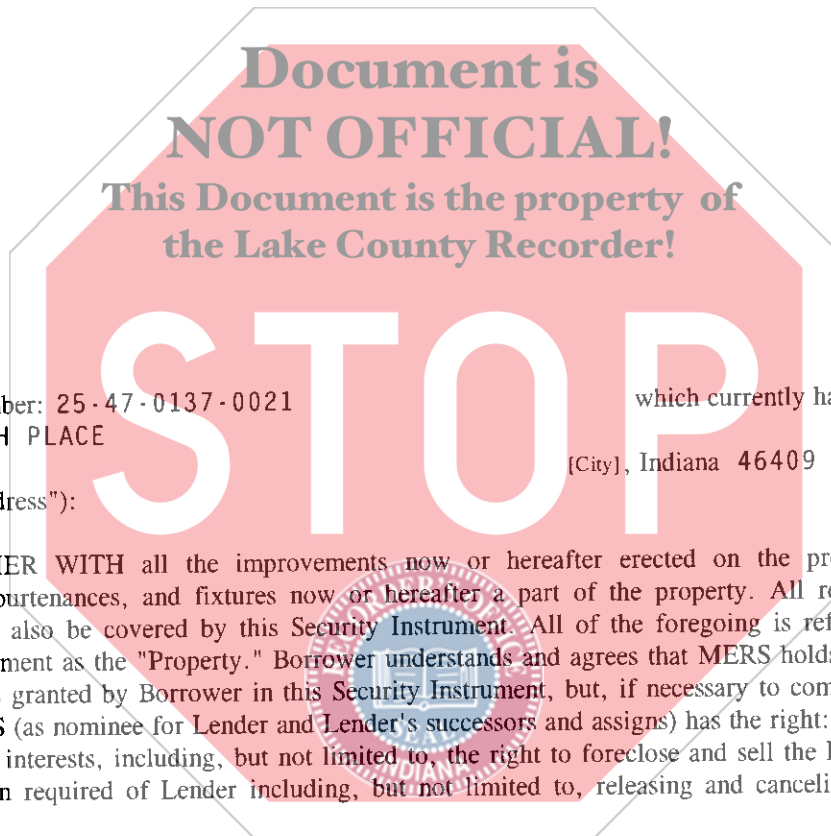 Document is
NOT OFFICIAL!
This Document is the property of
the Lake County Recorder!
STOP
ber: 25-47-0137-0021 which currently ha
H PLACE
[City], Indiana 46409
dress"):
ER WITH all the improvements now or hereafter erected on the pr
purtenances, and fixtures now or hereafter a part of the property. All re
also be covered by this Security Instrument. All of the foregoing is ref
ment as the "Property." Borrower understands and agrees that MERS holds
granted by Borrower in this Security Instrument, but, if necessary to com
S (as nominee for Lender and Lender's successors and assigns) has the right:
interests, including, but not limited to, the right to foreclose and sell the
n required of Lender including, but not limited to, releasing and canceli
RECORDER'S OFFICE
SEAL
INDIANA